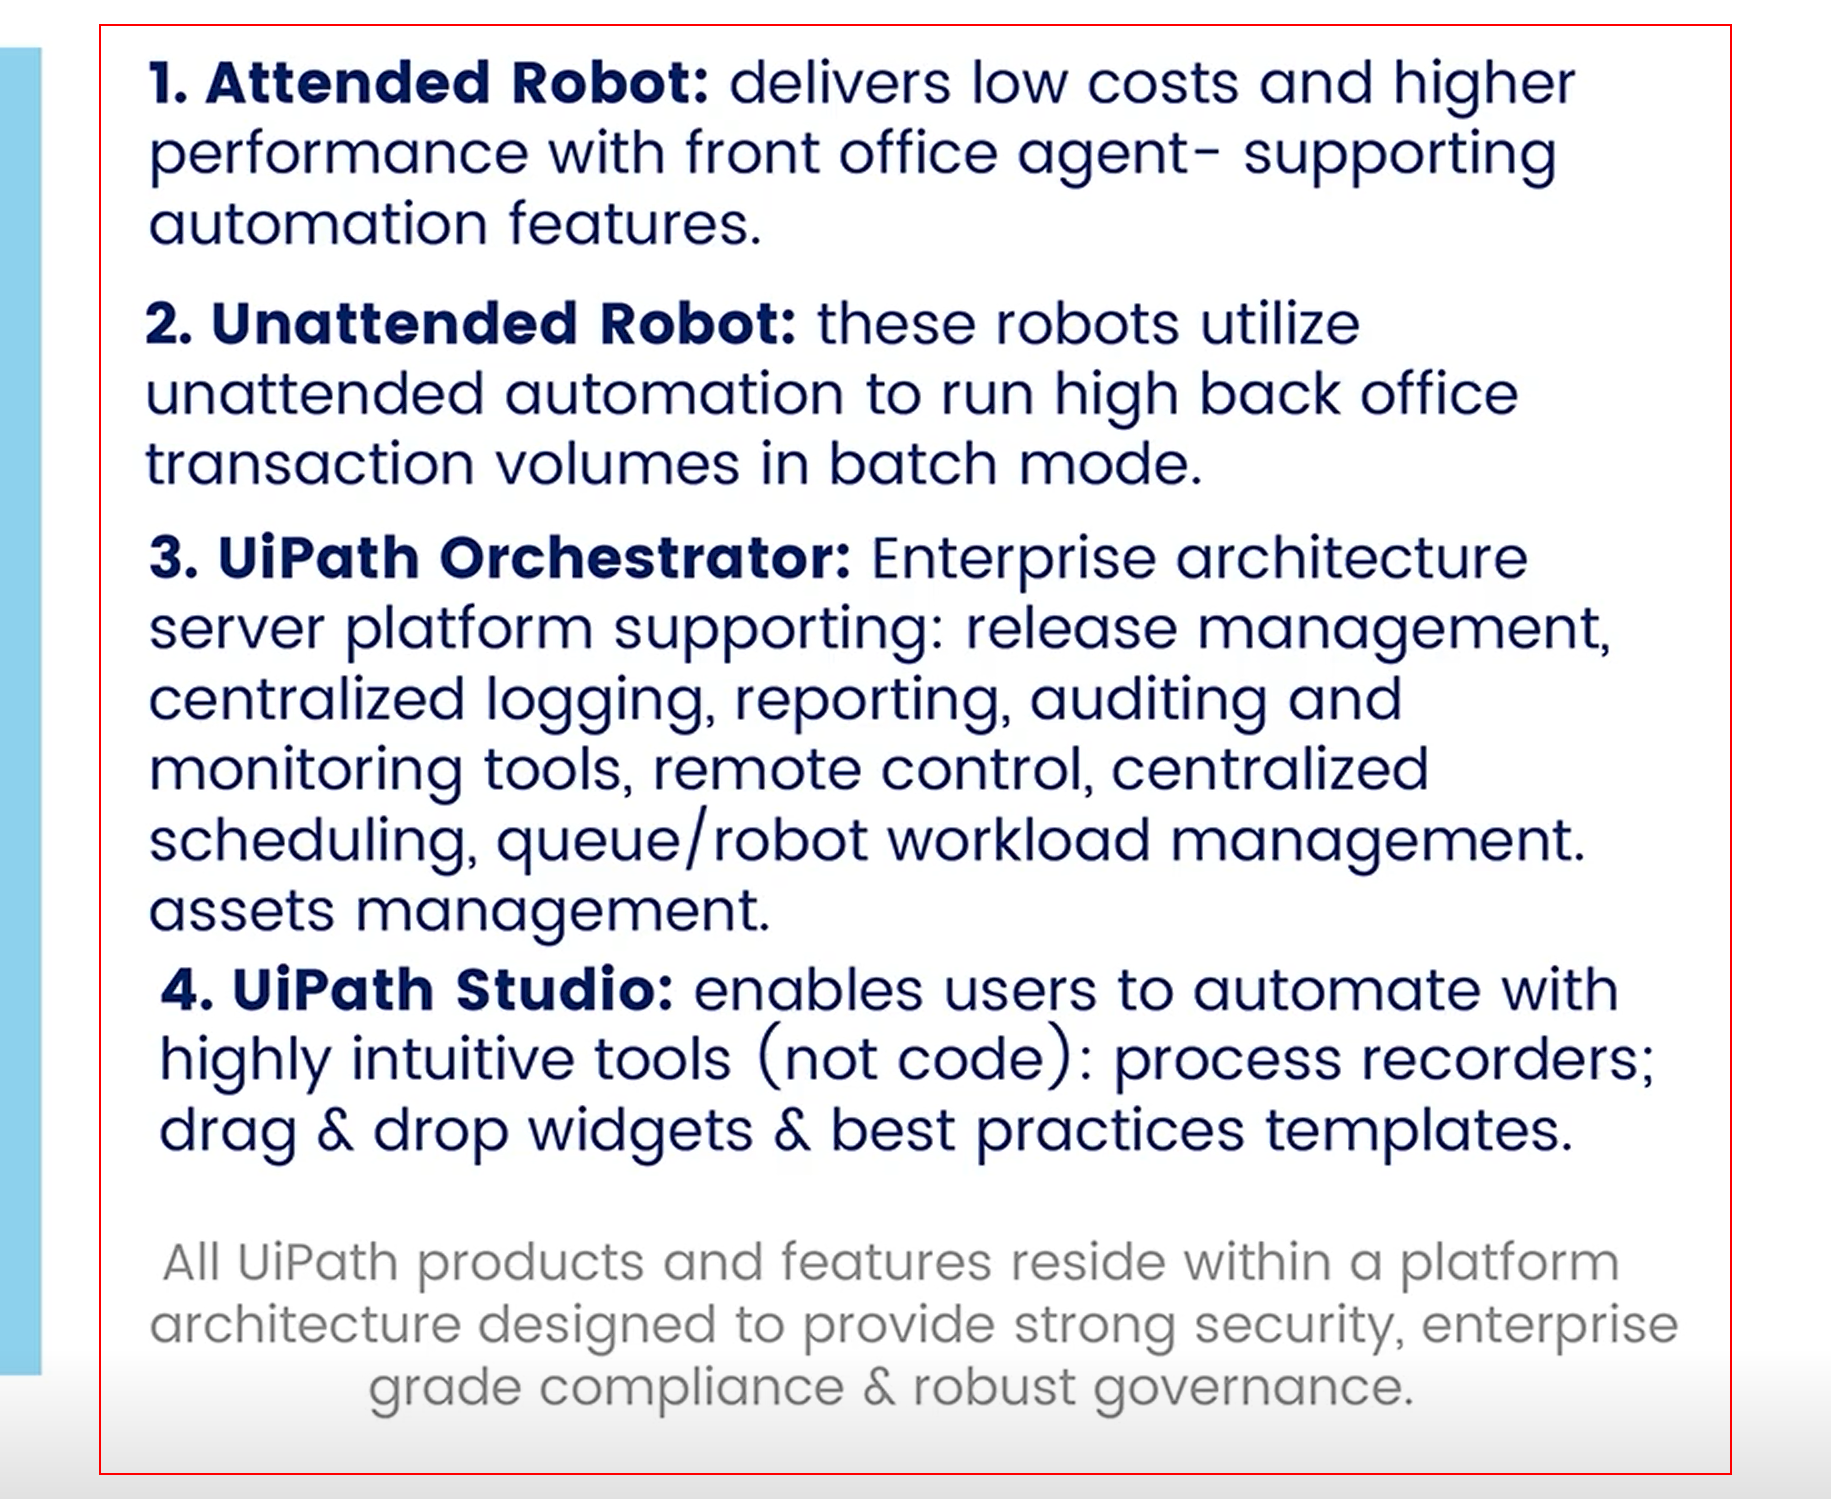 1. Attended Robot: delivers low costs and higher
performance with front office agent- supporting
automation features.
2. Unattended Robot: these robots utilize
unattended automation to run high back office
transaction volumes in batch mode.
3. UiPath Orchestrator: Enterprise architecture
server platform supporting: release management,
centralized logging, reporting, auditing and
monitoring tools, remote control, centralized
scheduling, queue/robot workload management.
assets management.
4. UiPath Studio: enables users to automate with
highly intuitive tools (not code): process recorders;
drag & drop widgets & best practices templates.
All UiPath products and features reside within a platform
architecture designed to provide strong security, enterprise
grade compliance & robust governance.